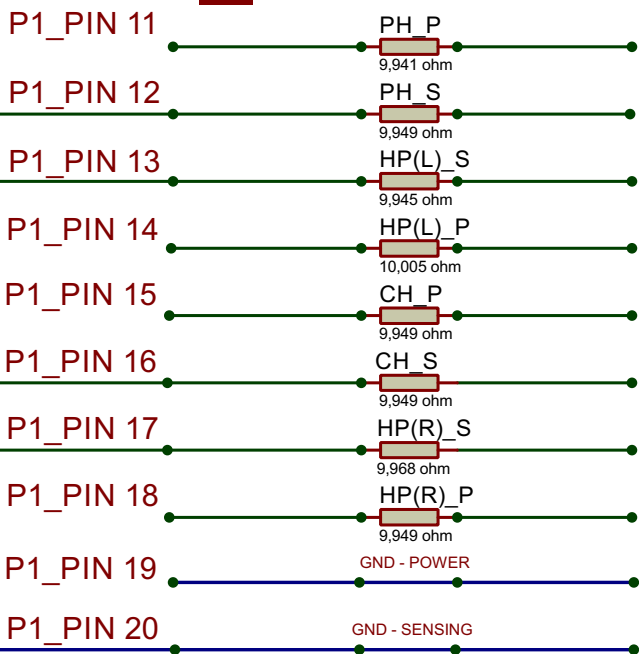 P1_PIN 11
PH_P
9,941 ohm
P1_PIN 12
PH_S
9,949 ohm
P1_PIN 13
HP(L)_S
9,945 ohm
P1_PIN 14
HP(L)_P
10,005 ohm
P1_PIN 15
CH_P
9,949 ohm
P1_PIN 16
CH_S
9,949 ohm
P1_PIN 17
HP(R)_S
9,968 ohm
P1_PIN 18
HP(R)_P
9,949 ohm
P1_PIN 19
GND - POWER
P1_PIN 20
GND - SENSING